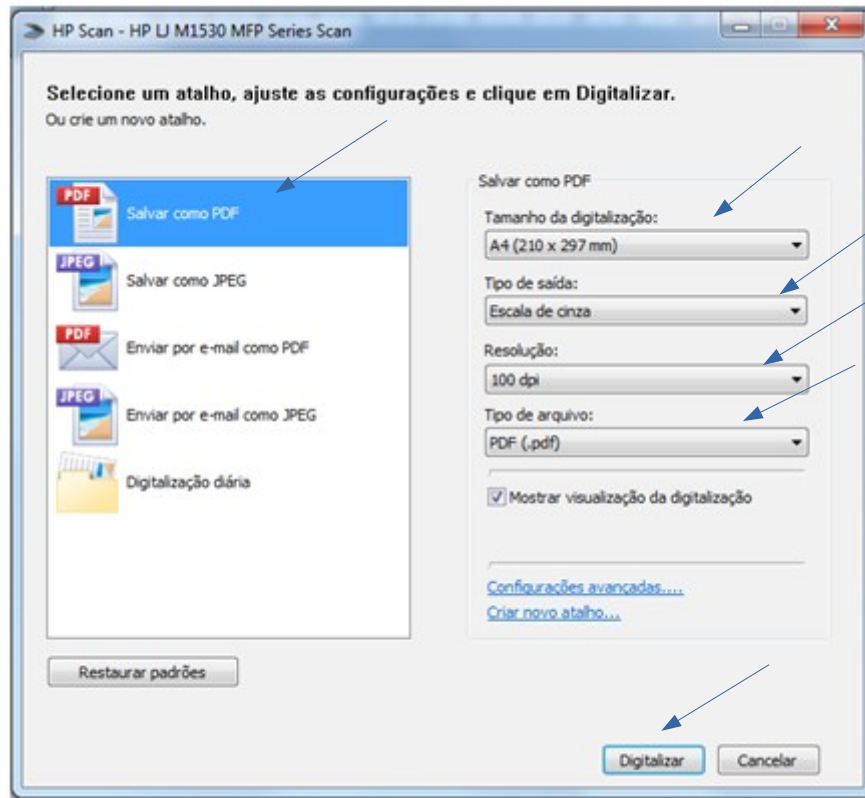 HP Scan - HP LJ M1530 MFP Series Scan
Selecione um atalho, ajuste as configurações e clique em Digitalizar.
Ou crie um novo atalho.
PDF
Salvar como PDF
JPEG
Salvar como JPEG
PDF
Enviar por e-mail como PDF
JPEG
Enviar por e-mail como JPEG
Digitalização diária
Restaurar padrões
Salvar como PDF
Tamanho da digitalização:
A4 (210 x 297 mm)
Tipo de saída:
Escala de cinza
Resolução:
100 dpi
Tipo de arquivo:
PDF (.pdf)
Mostrar visualização da digitalização
Configurações avançadas....
Criar novo atalho...
Digitalizar
Cancelar